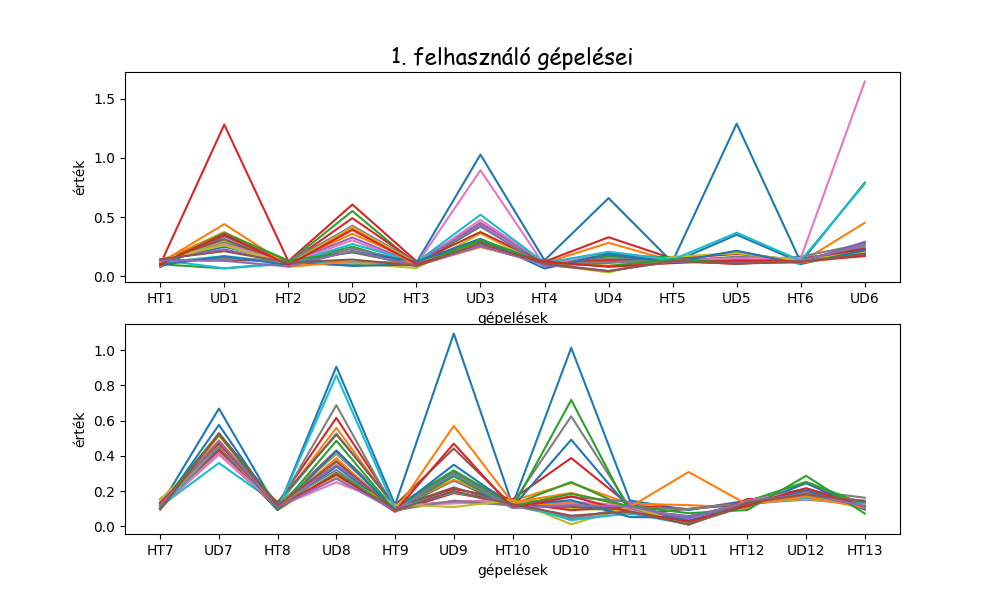 1. felhasználó gépelései
1.5
1.0
0.5
0.0
érték
HT1 UD1 HT2 UD2 HT3 UD3 HT4 UD4 HT5 UD5 HT6 UD6
gépelések
1.0
0.8
0.6
0.4
0.2
0.0
érték
HT7 UD7 HT8 UD8 HT9 UD9 HT10 UD10 HT11 UD11 HT12 UD12 HT13
gépelések